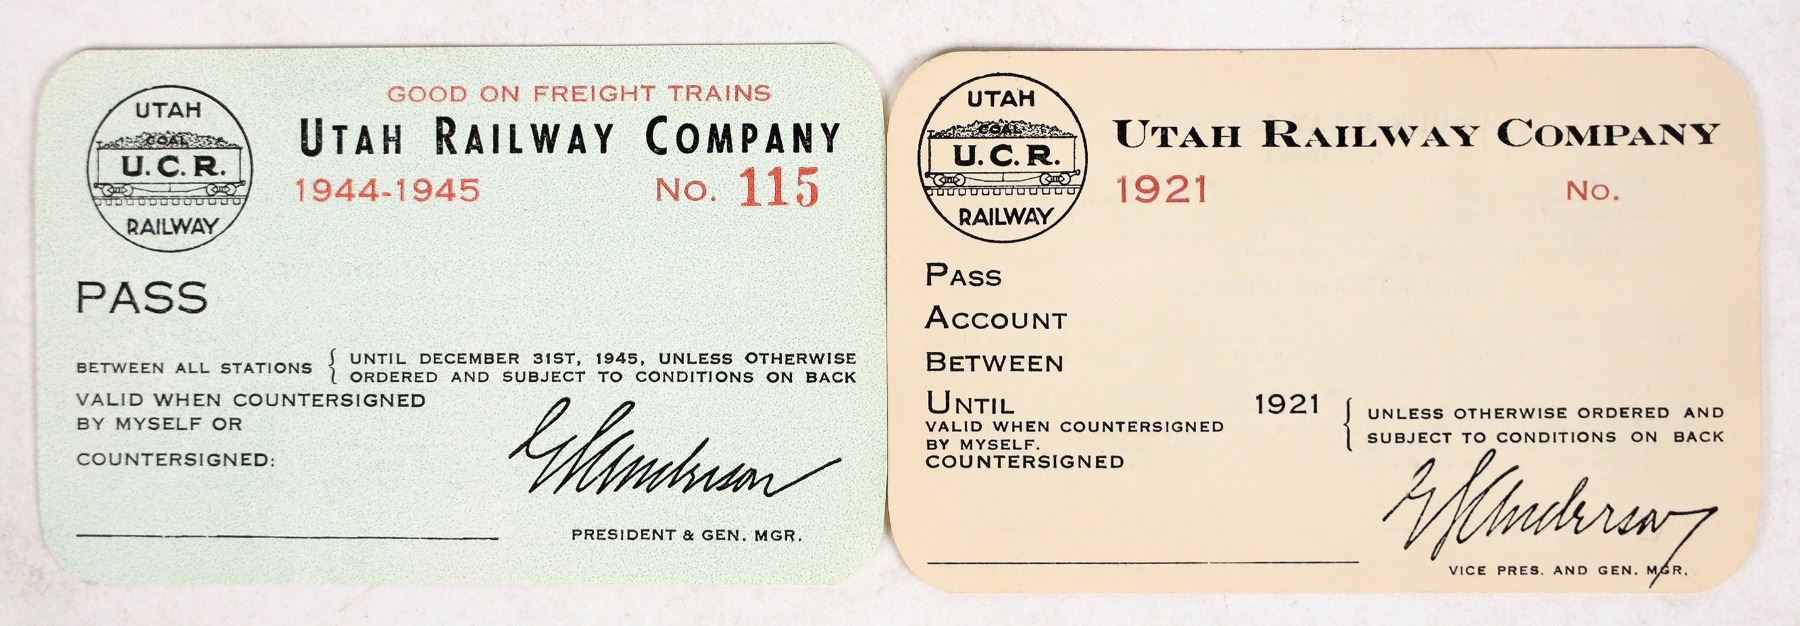 UTAH
COAL
U.C.R.
RAILWAY
GOOD ON FREIGHT TRAINS
UTAH RAILWAY COMPANY
1944-1945 No. 115
PASS
BETWEEN ALL STATIONS { UNTIL DECEMBER 31ST, 1945, UNLESS OTHERWISE
ORDERED AND SUBJECT TO CONDITIONS ON BACK
VALID WHEN COUNTERSIGNED
BY MYSELF OR
COUNTERSIGNED:
PRESIDENT & GEN. MGR.
UTAH
COAL
U.C.R.
RAILWAY
UTAH RAILWAY COMPANY
1921 No.
PASS
ACCOUNT
BETWEEN
UNTIL 1921 { UNLESS OTHERWISE ORDERED AND
SUBJECT TO CONDITIONS ON BACK
VALID WHEN COUNTERSIGNED
BY MYSELF.
COUNTERSIGNED
VICE PRES. AND GEN. MGR.